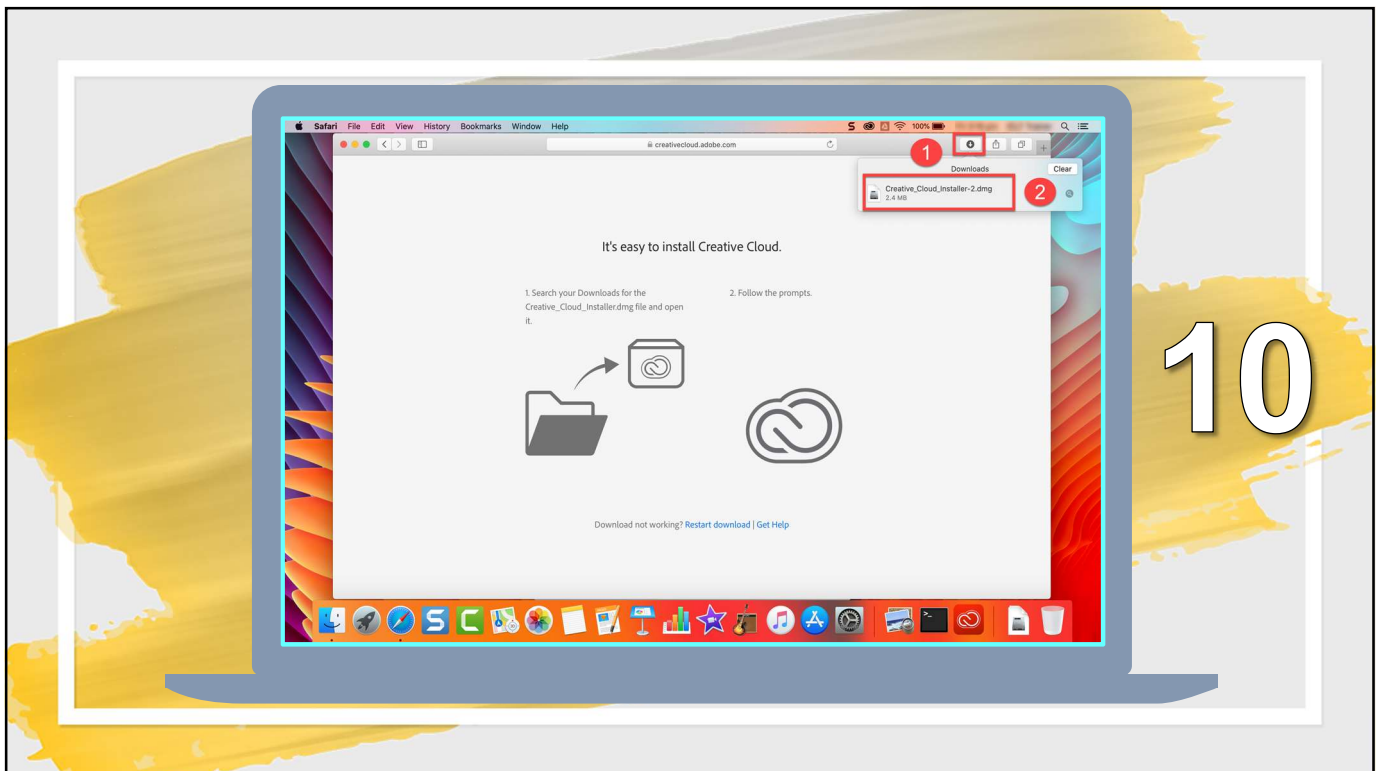 Safari File Edit View History Bookmarks Window Help 100%
creativecloud.adobe.com
1
Downloads Clear
Creative_Cloud_Installer-2.dmg
2.4 MB
2
It's easy to install Creative Cloud.
1. Search your Downloads for the
Creative_Cloud_Installer.dmg file and open
it.
2. Follow the prompts.
10
Download not working? Restart download | Get Help